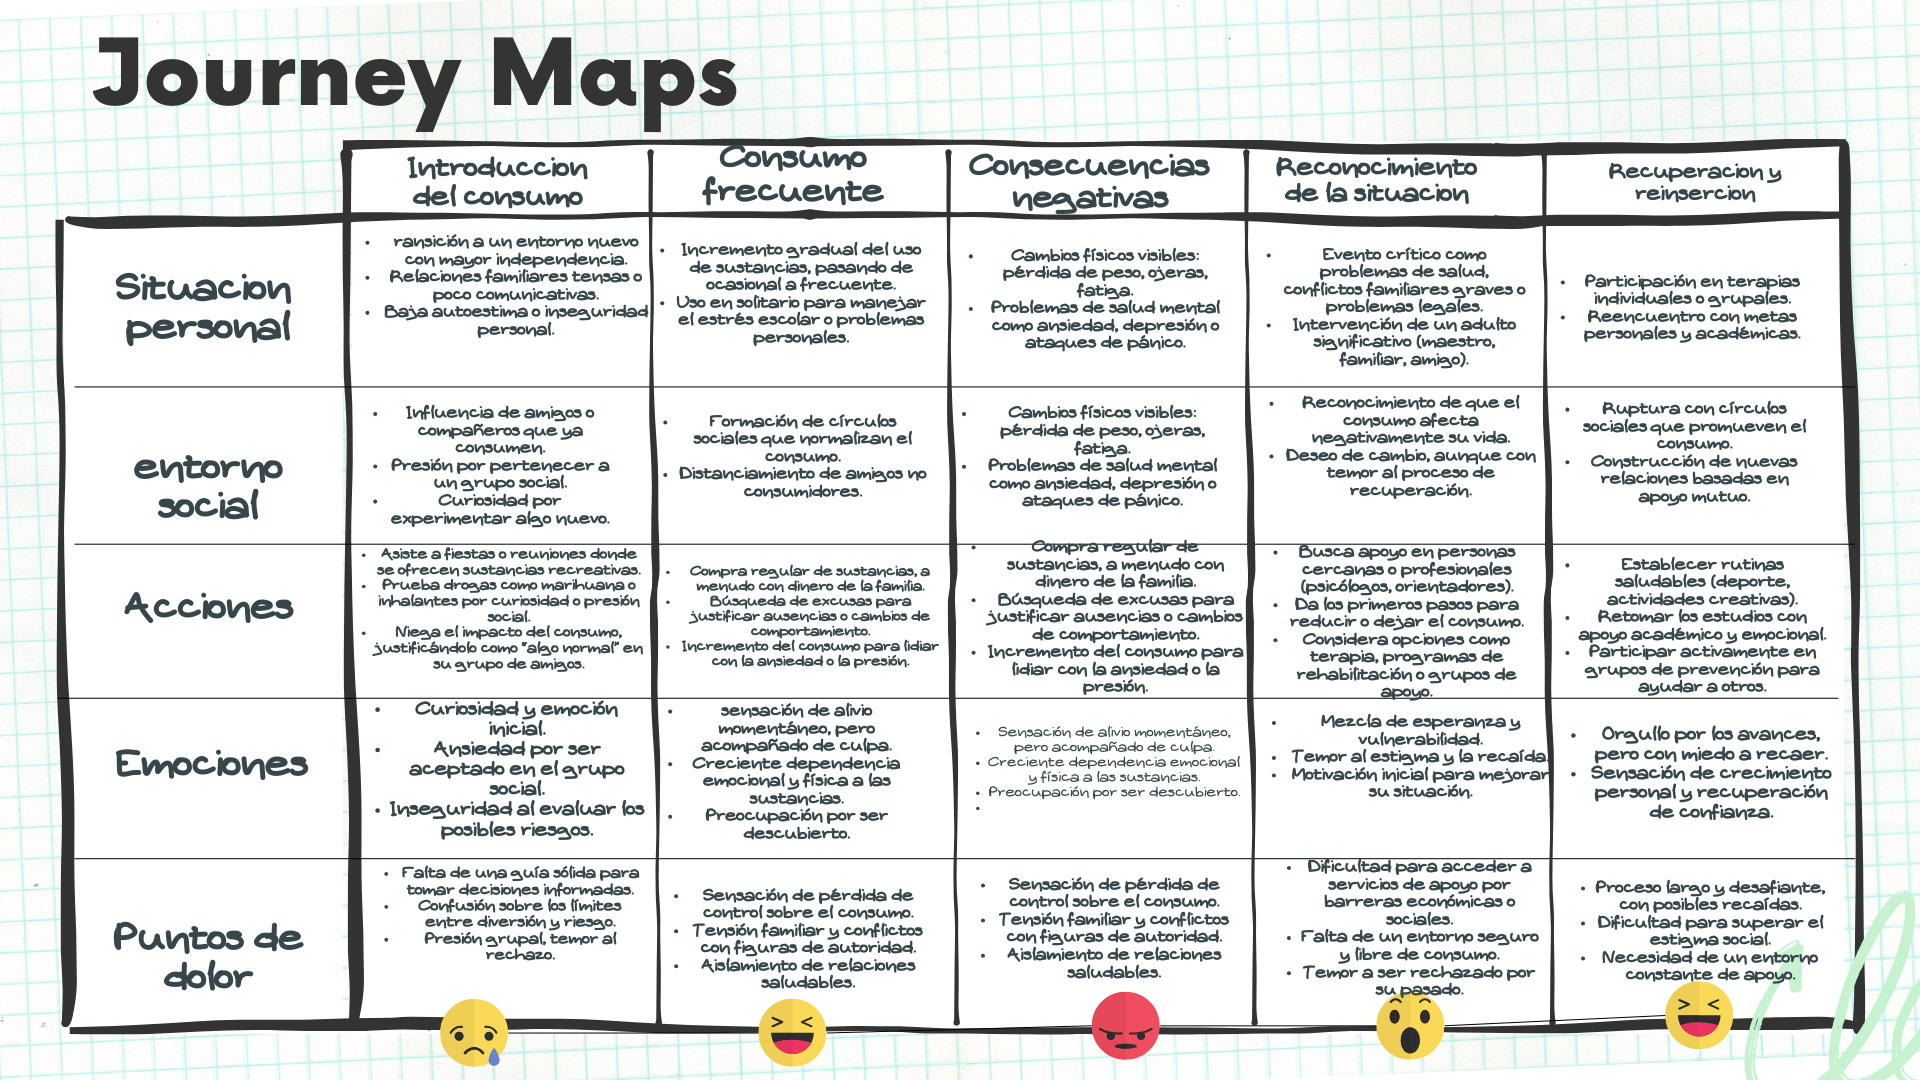 Journey Maps
Introduccion
del consumo
Consumo
frecuente
Consecuencias
negativas
Reconocimiento
de la situacion
Recuperacion y
reinsercion
Situacion
personal
ransición a un entorno nuevo
con mayor independencia.
Relaciones familiares tensas o
poco comunicativas.
Baja autoestima o inseguridad
personal.
Incremento gradual del uso
de sustancias, pasando de
ocasional a frecuente.
Uso en solitario para manejar
el estrés escolar o problemas
personales.
Cambios físicos visibles:
pérdida de peso, ojeras,
fatiga.
Problemas de salud mental
como ansiedad, depresión o
ataques de pánico.
Evento crítico como
problemas de salud,
conflictos familiares graves o
problemas legales.
Intervención de un adulto
significativo (maestro,
familiar, amigo).
Participación en terapias
individuales o grupales.
Reencuentro con metas
personales y académicas.
entorno
social
Influencia de amigos o
compañeros que ya
consumen.
Presión por pertenecer a
un grupo social.
Curiosidad por
experimentar algo nuevo.
Formación de círculos
sociales que normalizan el
consumo.
Distanciamiento de amigos no
consumidores.
Cambios físicos visibles:
pérdida de peso, ojeras,
fatiga.
Problemas de salud mental
como ansiedad, depresión o
ataques de pánico.
Reconocimiento de que el
consumo afecta
negativamente su vida.
Deseo de cambio, aunque con
temor al proceso de
recuperación.
Ruptura con círculos
sociales que promueven el
consumo.
Construcción de nuevas
relaciones basadas en
apoyo mutuo.
Acciones
Asiste a fiestas o reuniones donde
se ofrecen sustancias recreativas.
Prueba drogas como marihuana o
inhalantes por curiosidad o presión
social.
Niega el impacto del consumo,
justificándolo como "algo normal" en
su grupo de amigos.
Compra regular de sustancias, a
menudo con dinero de la familia.
Búsqueda de excusas para
justificar ausencias o cambios de
comportamiento.
Incremento del consumo para lidiar
con la ansiedad o la presión.
Compra regular de
sustancias, a menudo con
dinero de la familia.
Búsqueda de excusas para
justificar ausencias o cambios
de comportamiento.
Incremento del consumo para
lidiar con la ansiedad o la
presión.
Busca apoyo en personas
cercanas o profesionales
(psicólogos, orientadores).
Da los primeros pasos para
reducir o dejar el consumo.
Considera opciones como
terapia, programas de
rehabilitación o grupos de
apoyo.
Establecer rutinas
saludables (deporte,
actividades creativas).
Retomar los estudios con
apoyo académico y emocional.
Participar activamente en
grupos de prevención para
ayudar a otros.
Emociones
Curiosidad y emoción
inicial.
Ansiedad por ser
aceptado en el grupo
social.
Inseguridad al evaluar los
posibles riesgos.
sensación de alivio
momentáneo, pero
acompañado de culpa.
Creciente dependencia
emocional y física a las
sustancias.
Preocupación por ser
descubierto.
Sensación de alivio momentáneo,
pero acompañado de culpa.
Creciente dependencia emocional
y física a las sustancias.
Preocupación por ser descubierto.
Mezcla de esperanza y
vulnerabilidad.
Temor al estigma y la recaída.
Motivación inicial para mejorar
su situación.
Orgullo por los avances,
pero con miedo a recaer.
Sensación de crecimiento
personal y recuperación
de confianza.
Puntos de
dolor
Falta de una guía sólida para
tomar decisiones informadas.
Confusión sobre los límites
entre diversión y riesgo.
Presión grupal, temor al
rechazo.
Sensación de pérdida de
control sobre el consumo.
Tensión familiar y conflictos
con figuras de autoridad.
Aislamiento de relaciones
saludables.
Sensación de pérdida de
control sobre el consumo.
Tensión familiar y conflictos
con figuras de autoridad.
Aislamiento de relaciones
saludables.
Dificultad para acceder a
servicios de apoyo por
barreras económicas o
sociales.
Falta de un entorno seguro
y libre de consumo.
Temor a ser rechazado por
su pasado.
Proceso largo y desafiante,
con posibles recaídas.
Dificultad para superar el
estigma social.
Necesidad de un entorno
constante de apoyo.